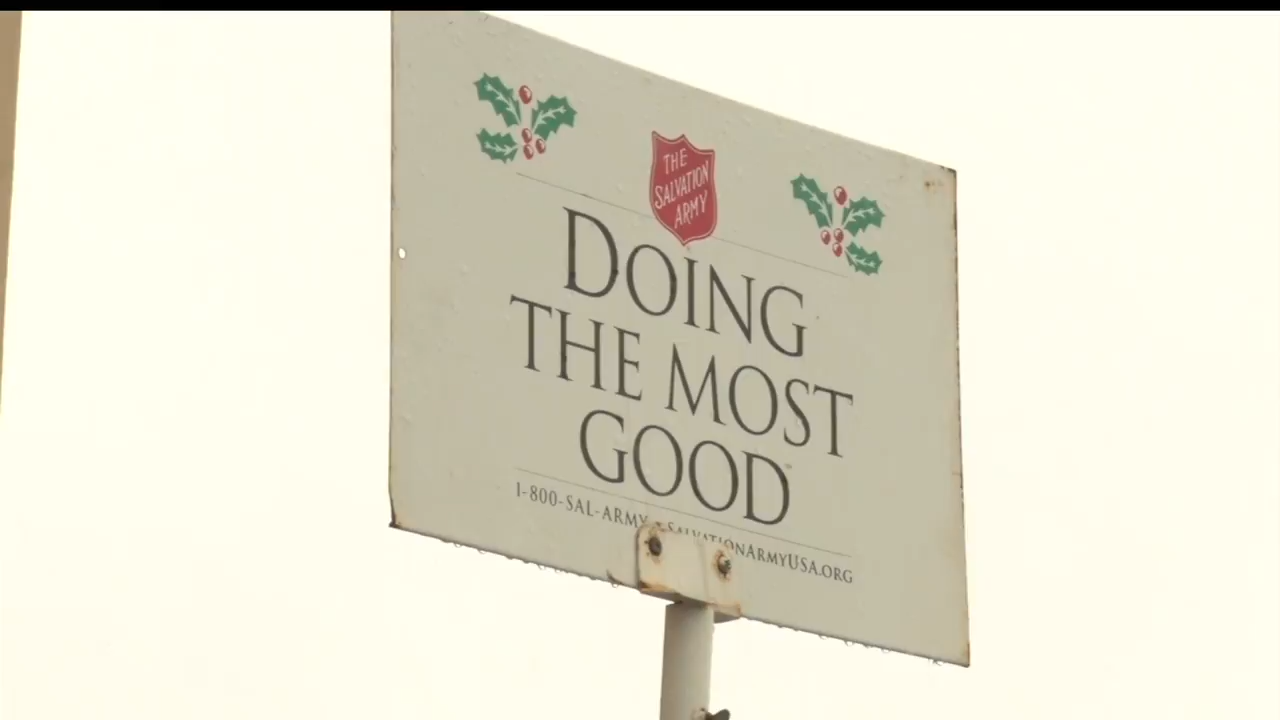 THE
SALVATION
ARMY
DOING
THE MOST
GOOD
1-800-SAL-ARMY • SALVATIONARMYUSA.ORG